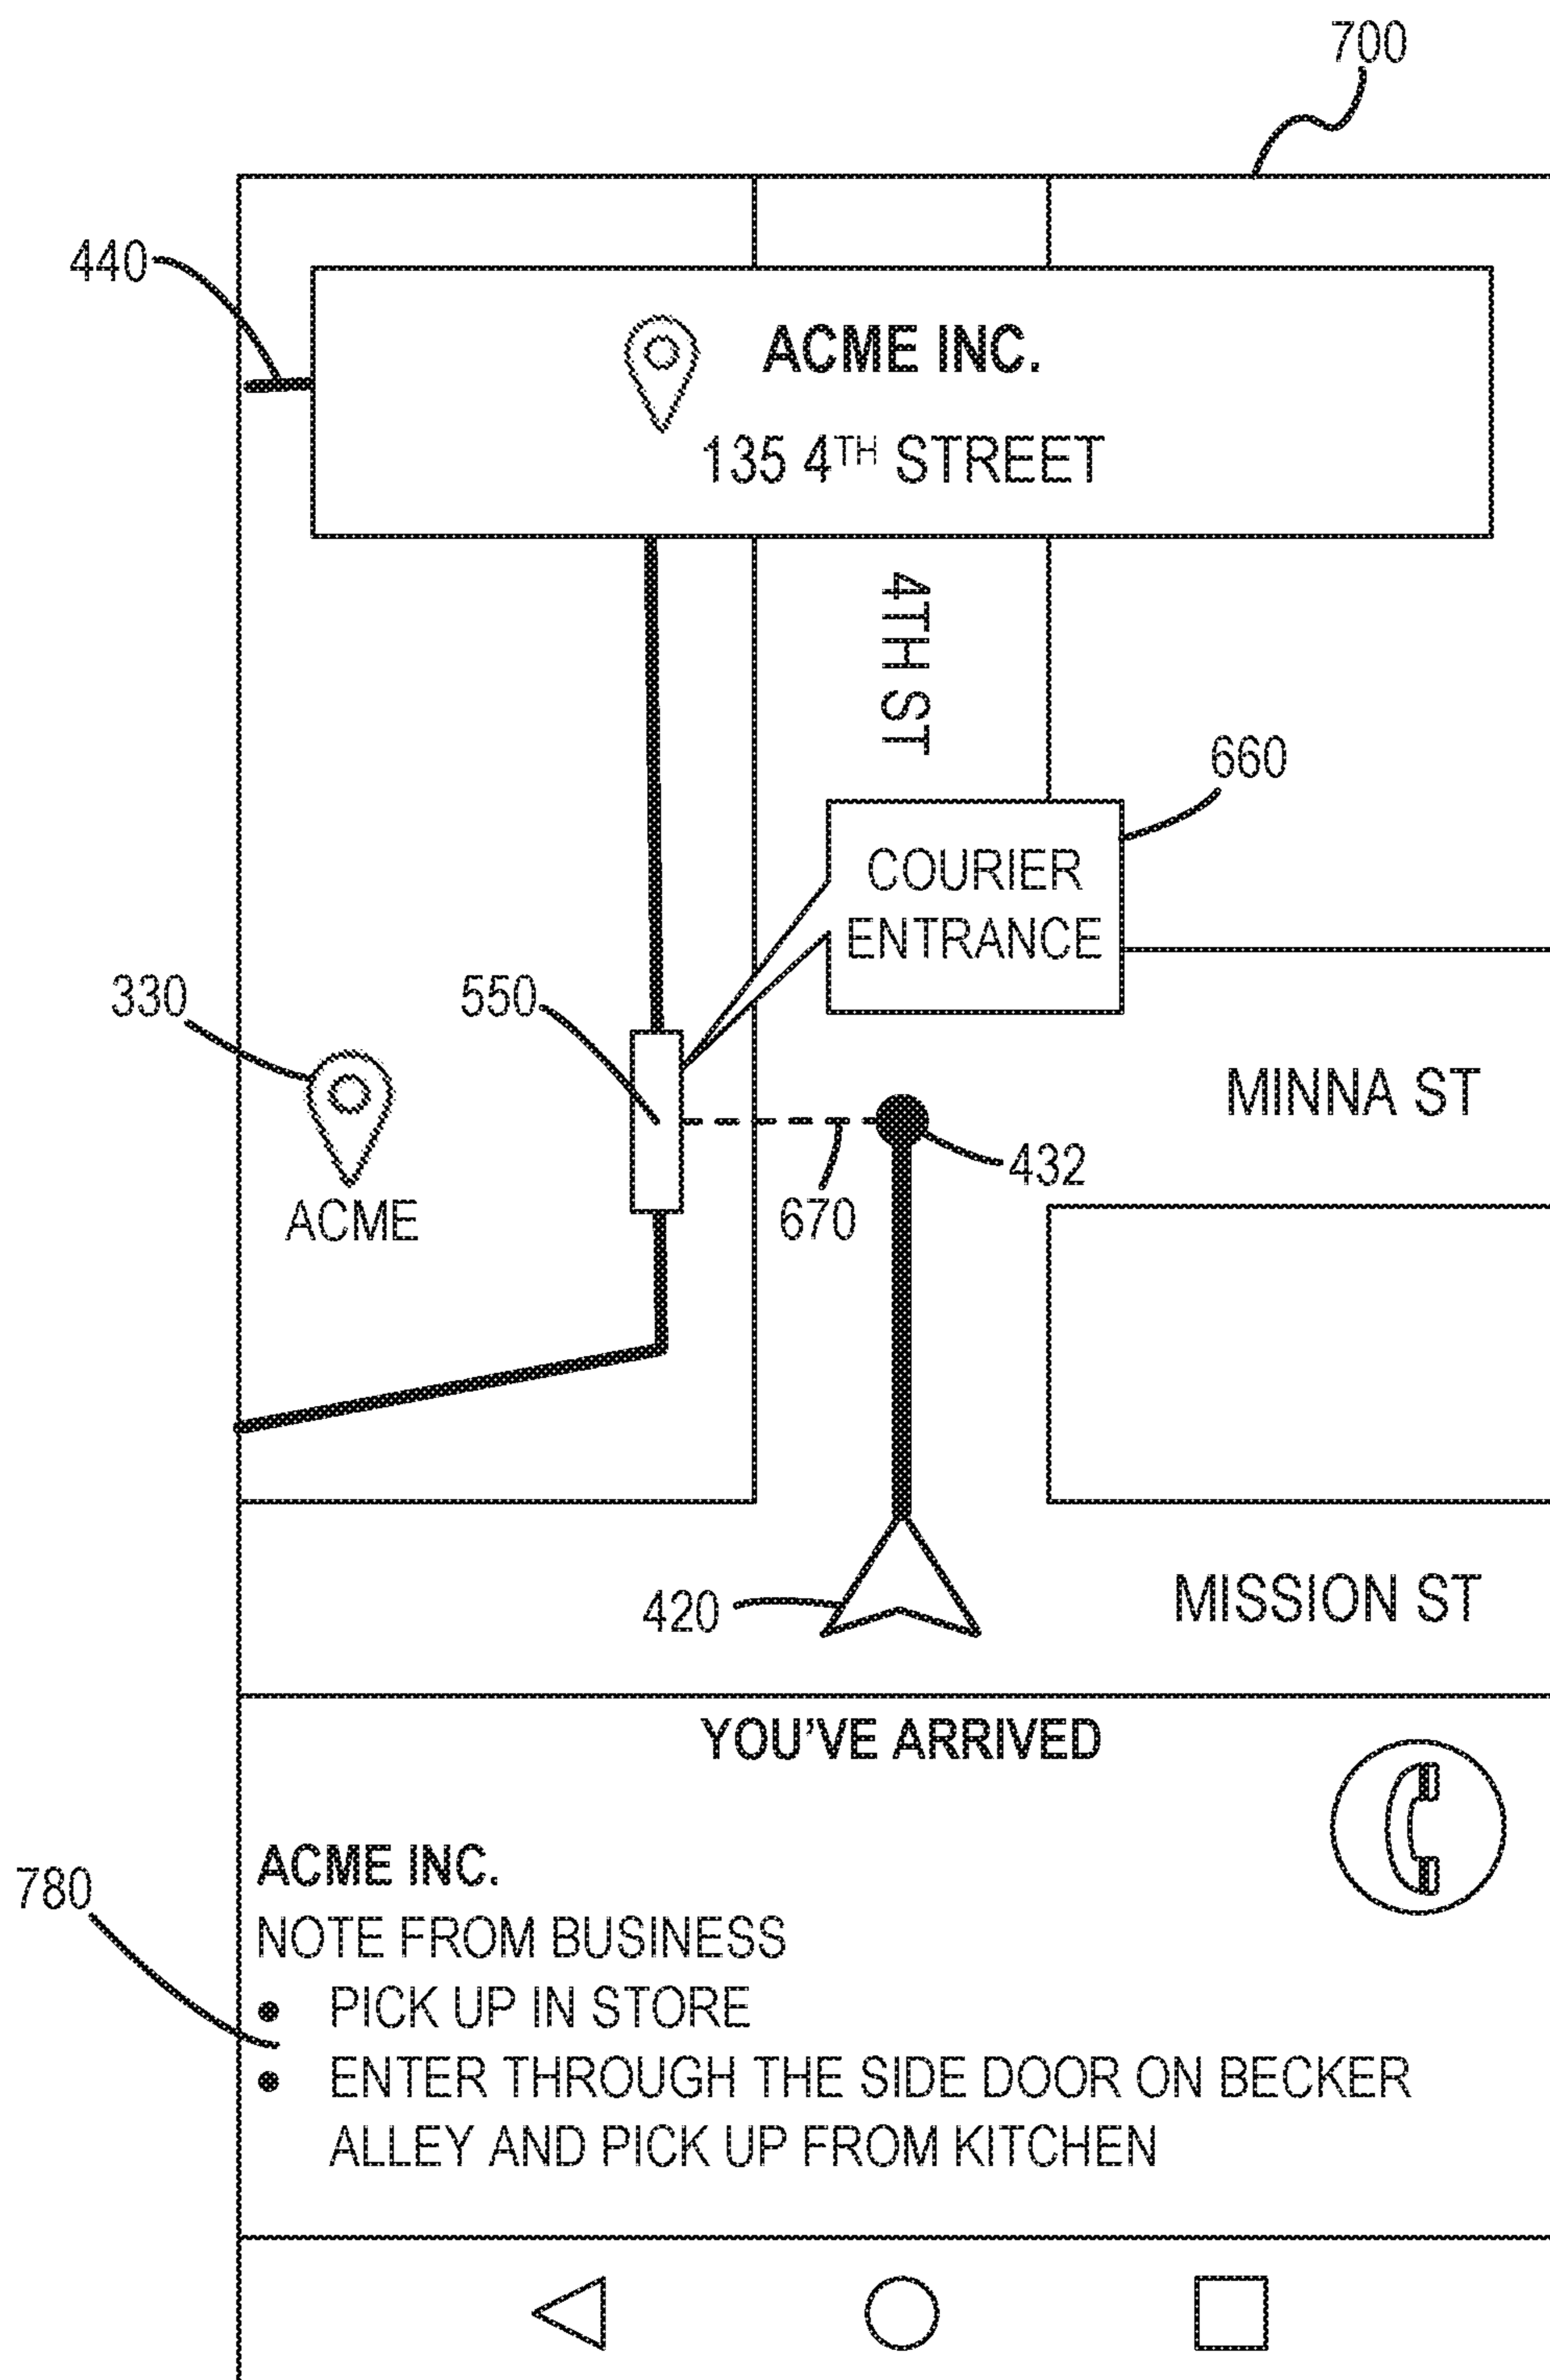 700
440
ACME INC.
135 4TH STREET
4TH ST
660
COURIER
ENTRANCE
330
550
MINNA ST
432
670
ACME
420
MISSION ST
YOU'VE ARRIVED
780
ACME INC.
NOTE FROM BUSINESS
• PICK UP IN STORE
• ENTER THROUGH THE SIDE DOOR ON BECKER
ALLEY AND PICK UP FROM KITCHEN